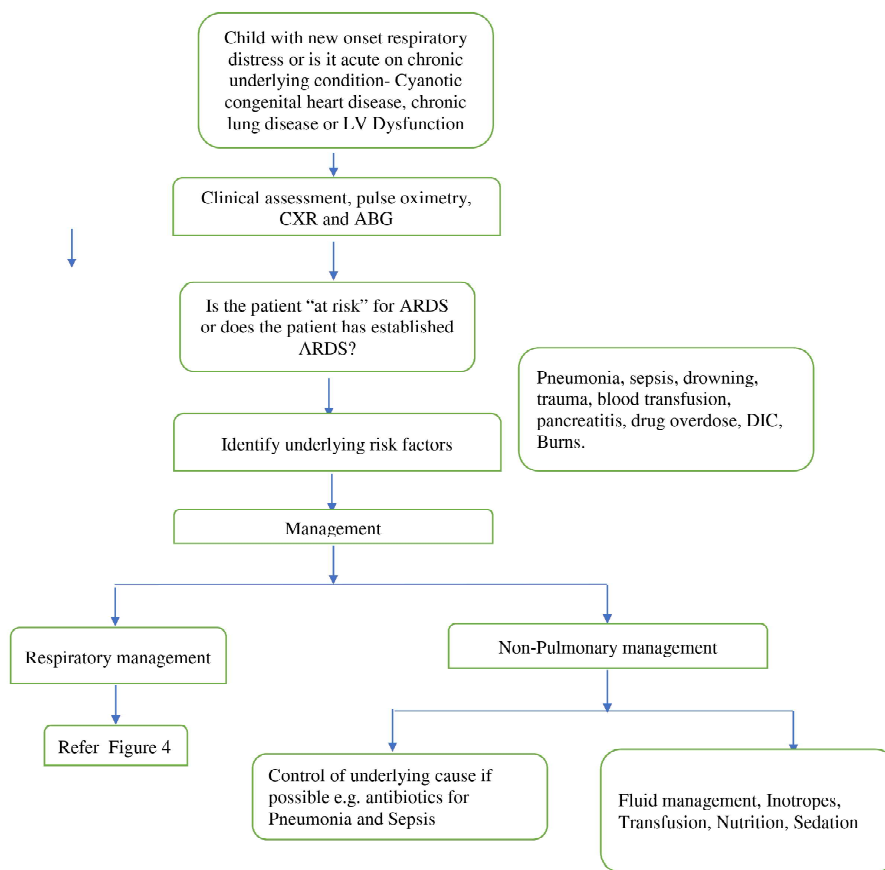 Child with new onset respiratory
distress or is it acute on chronic
underlying condition- Cyanotic
congenital heart disease, chronic
lung disease or LV Dysfunction
Clinical assessment, pulse oximetry,
CXR and ABG
Is the patient “at risk” for ARDS
or does the patient has established
ARDS?
Pneumonia, sepsis, drowning,
trauma, blood transfusion,
pancreatitis, drug overdose, DIC,
Burns.
Identify underlying risk factors
Management
Respiratory management
Non-Pulmonary management
Refer Figure 4
Control of underlying cause if
possible e.g. antibiotics for
Pneumonia and Sepsis
Fluid management, Inotropes,
Transfusion, Nutrition, Sedation